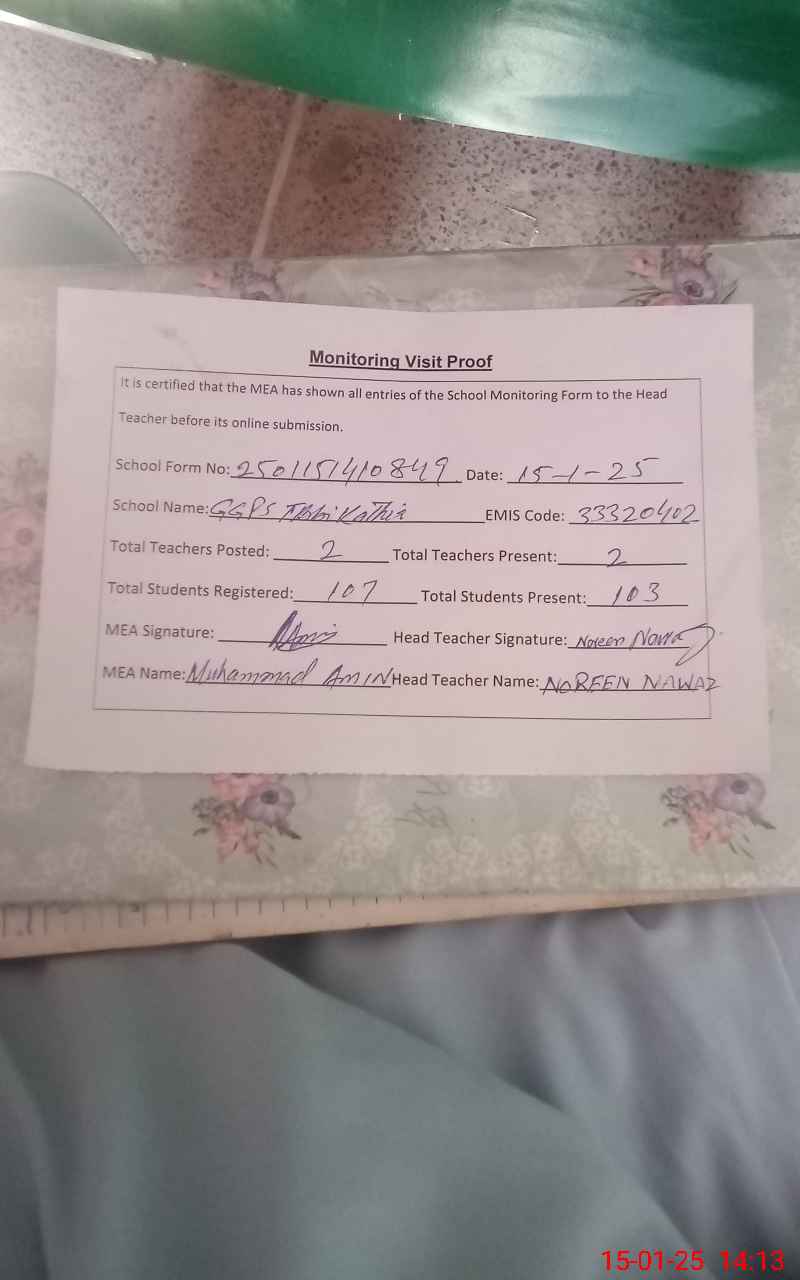 Monitoring Visit Proof
It is certified that the MEA has shown all entries of the School Monitoring Form to the Head
Teacher before its online submission.
School Form No: 2501151410849 Date: 15-1-25
School Name: GGPS Kathia EMIS Code: 33320402
Total Teachers Posted: 2 Total Teachers Present: 2
Total Students Registered: 107 Total Students Present: 103
MEA Signature: Head Teacher Signature: Noreen Nawaz
MEA Name: Muhammad AMIN Head Teacher Name: NOREEN NAWAZ
15-01-25 14:13